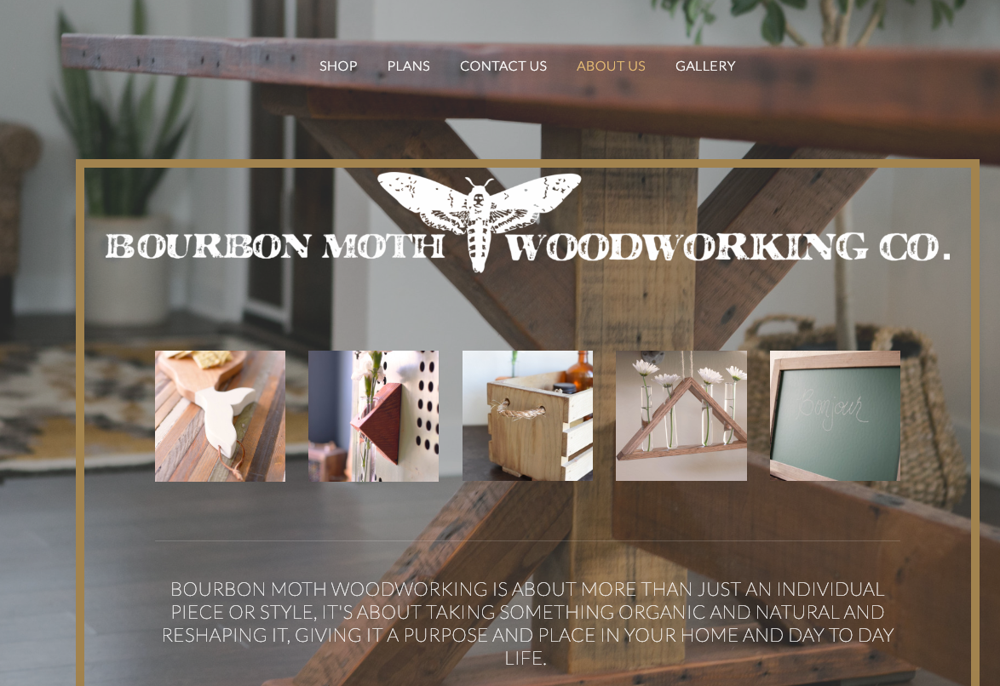 SHOP PLANS CONTACT US ABOUT US GALLERY
BOURBON MOTH WOODWORKING CO.
Bonjour
BOURBON MOTH WOODWORKING IS ABOUT MORE THAN JUST AN INDIVIDUAL
PIECE OR STYLE, IT'S ABOUT TAKING SOMETHING ORGANIC AND NATURAL AND
RESHAPING IT, GIVING IT A PURPOSE AND PLACE IN YOUR HOME AND DAY TO DAY
LIFE.